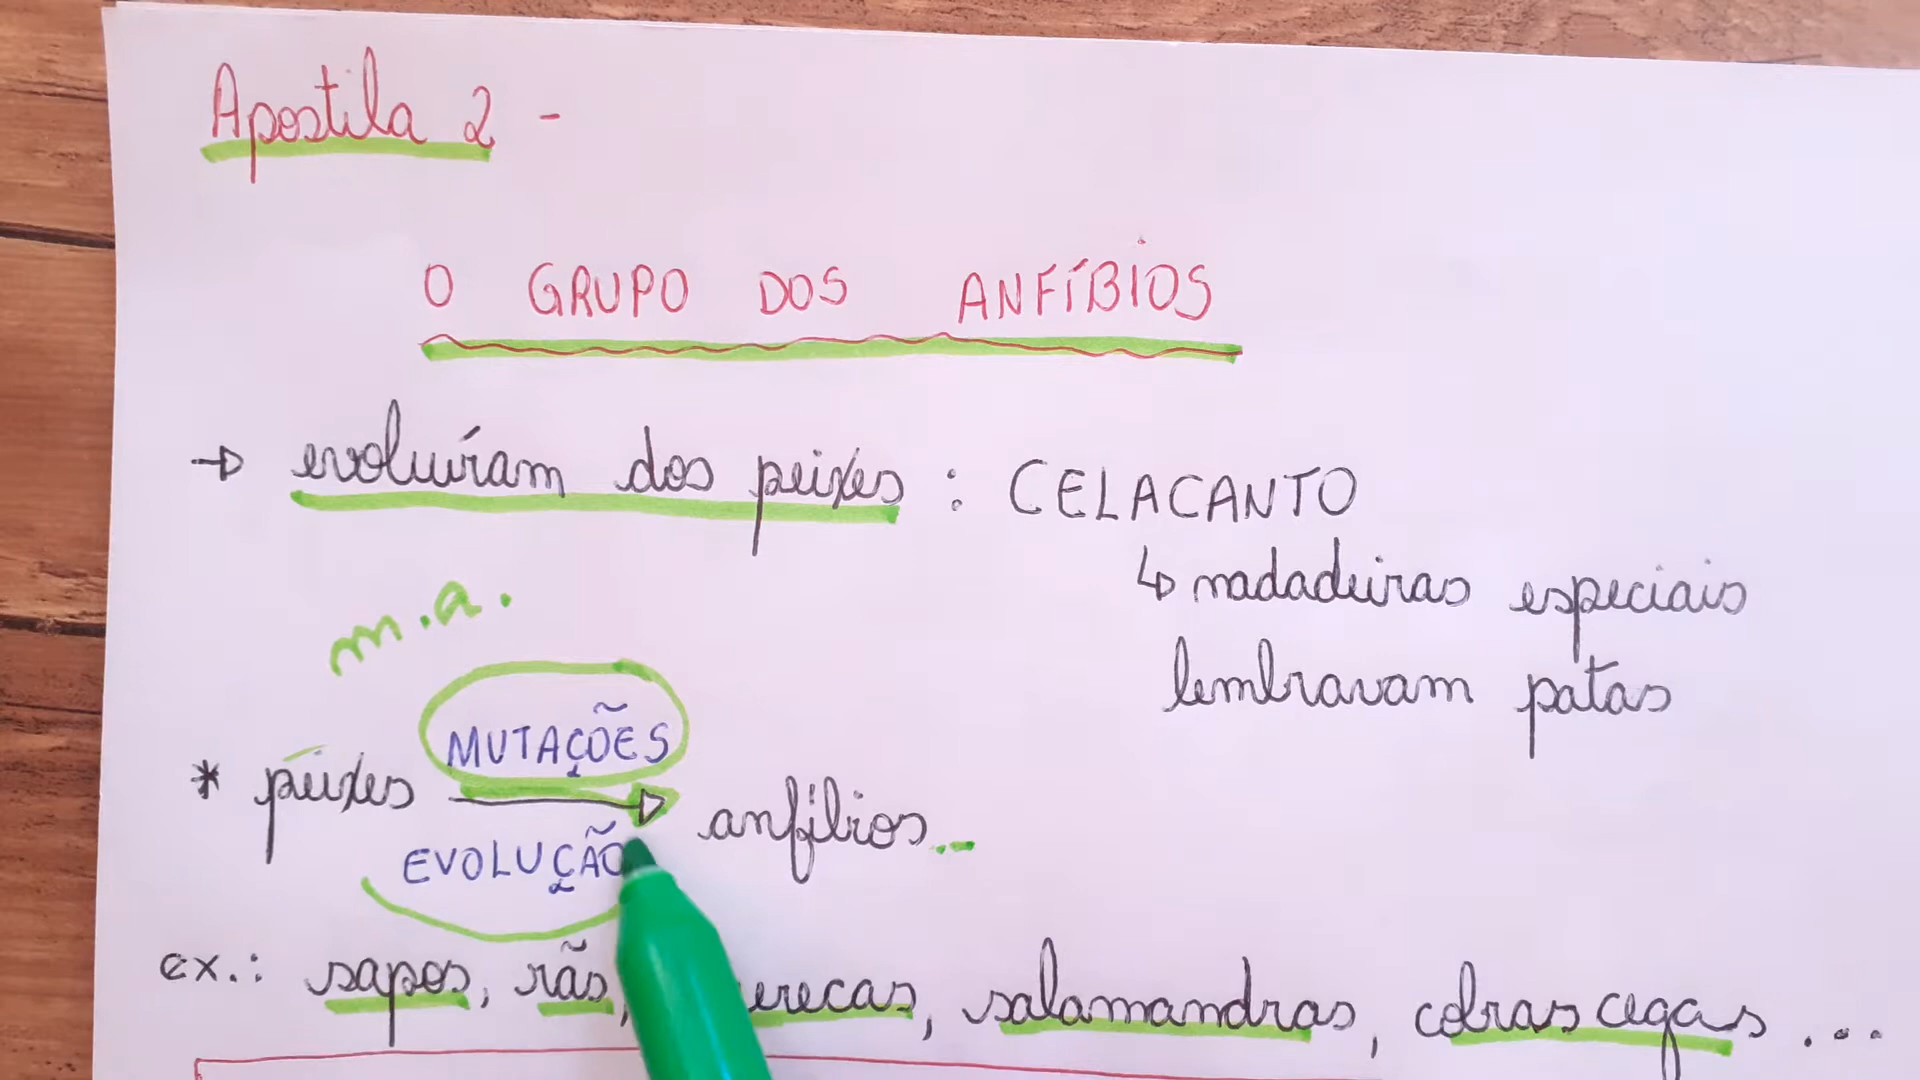 Apostila 2 -
O GRUPO DOS ANFÍBIOS
→ evoluíram dos peixes : CELACANTO
↳ nadadeiras especiais
lembravam patas
m.a.
MUTAÇÕES
* peixes → anfíbios...
EVOLUÇÃO
ex.: sapos, rãs, salamandras, cobras cegas ...